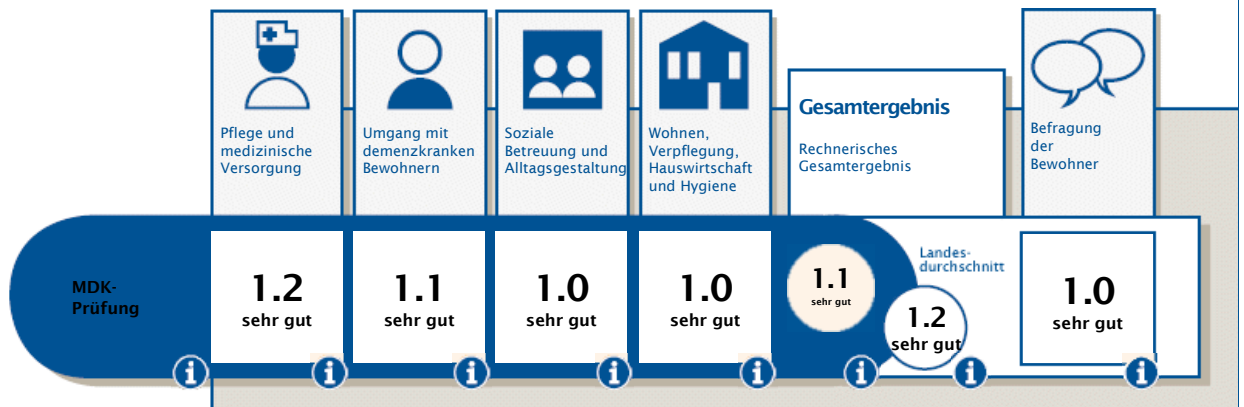 Pflege und
medizinische
Versorgung
Umgang mit
demenzkranken
Bewohnern
Soziale
Betreuung und
Alltagsgestaltung
Wohnen,
Verpflegung,
Hauswirtschaft
und Hygiene
Gesamtergebnis
Rechnerisches
Gesamtergebnis
Befragung
der
Bewohner
MDK-
Prüfung
1.2
sehr gut
1.1
sehr gut
1.0
sehr gut
1.0
sehr gut
1.1
sehr gut
Landes-
durchschnitt
1.2
sehr gut
1.0
sehr gut